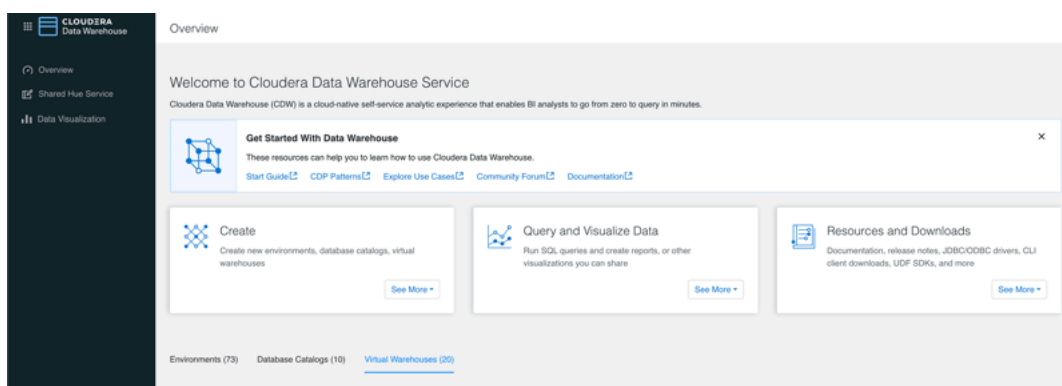 CLOUDERA
Data Warehouse
Overview
Overview
Shared Hue Service
Data Visualization
Welcome to Cloudera Data Warehouse Service
Cloudera Data Warehouse (CDW) is a cloud-native self-service analytic experience that enables BI analysts to go from zero to query in minutes.
Get Started With Data Warehouse
These resources can help you to learn how to use Cloudera Data Warehouse.
Start Guide CDP Patterns Explore Use Cases Community Forum Documentation
Create
Create new environments, database catalogs, virtual
warehouses
See More
Query and Visualize Data
Run SQL queries and create reports, or other
visualizations you can share
See More
Resources and Downloads
Documentation, release notes, JDBC/ODBC drivers, CLI
client downloads, UDF SDKs, and more
See More
Environments (73) Database Catalogs (10) Virtual Warehouses (20)